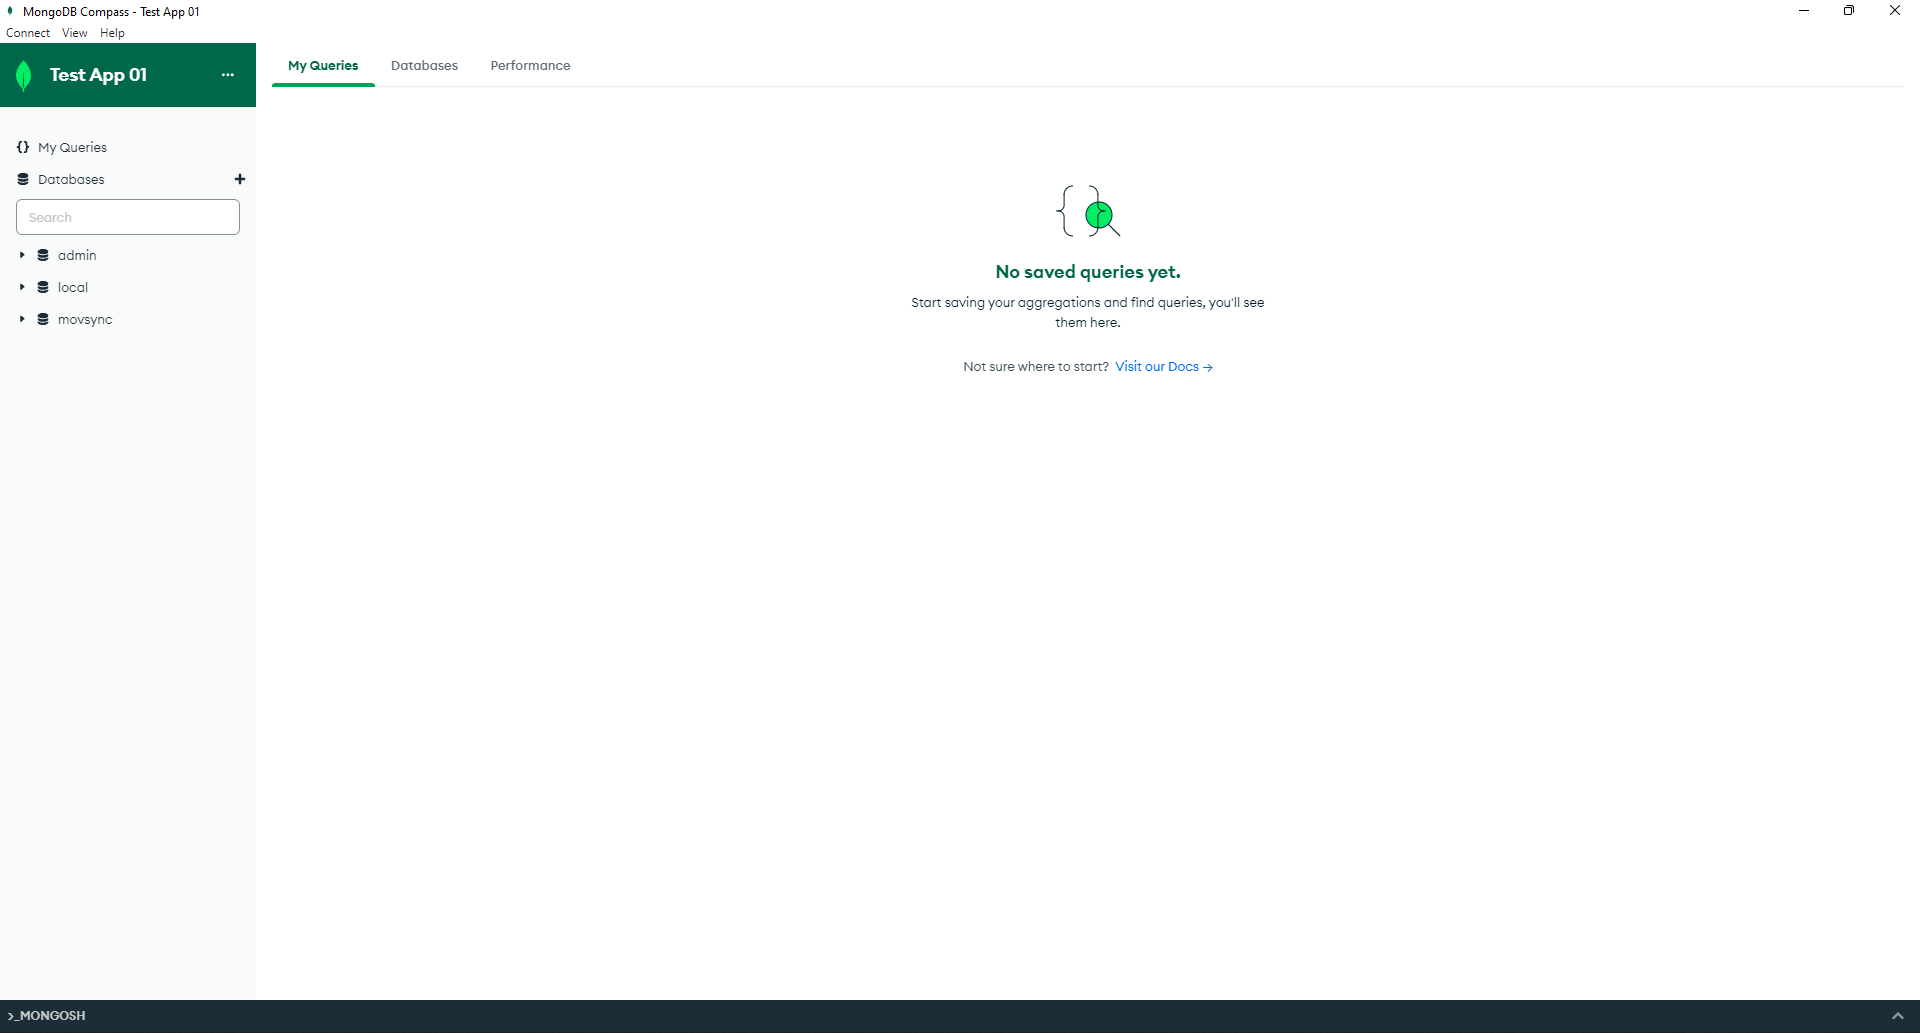 MongoDB Compass - Test App 01
Connect View Help
Test App 01
My Queries
Databases
Search
admin
local
movsync
My Queries Databases Performance
No saved queries yet.
Start saving your aggregations and find queries, you'll see
them here.
Not sure where to start? Visit our Docs →
>_MONGOSH